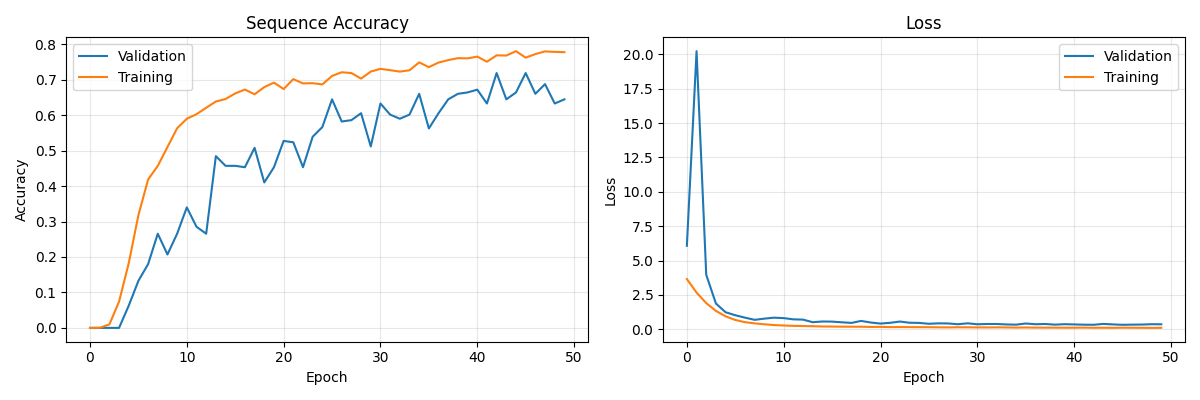 Sequence Accuracy
Validation
Training
0.8
0.7
0.6
0.5
0.4
0.3
0.2
0.1
0.0
Accuracy
0 10 20 30 40 50
Epoch
Loss
Validation
Training
20.0
17.5
15.0
12.5
10.0
7.5
5.0
2.5
0.0
Loss
0 10 20 30 40 50
Epoch